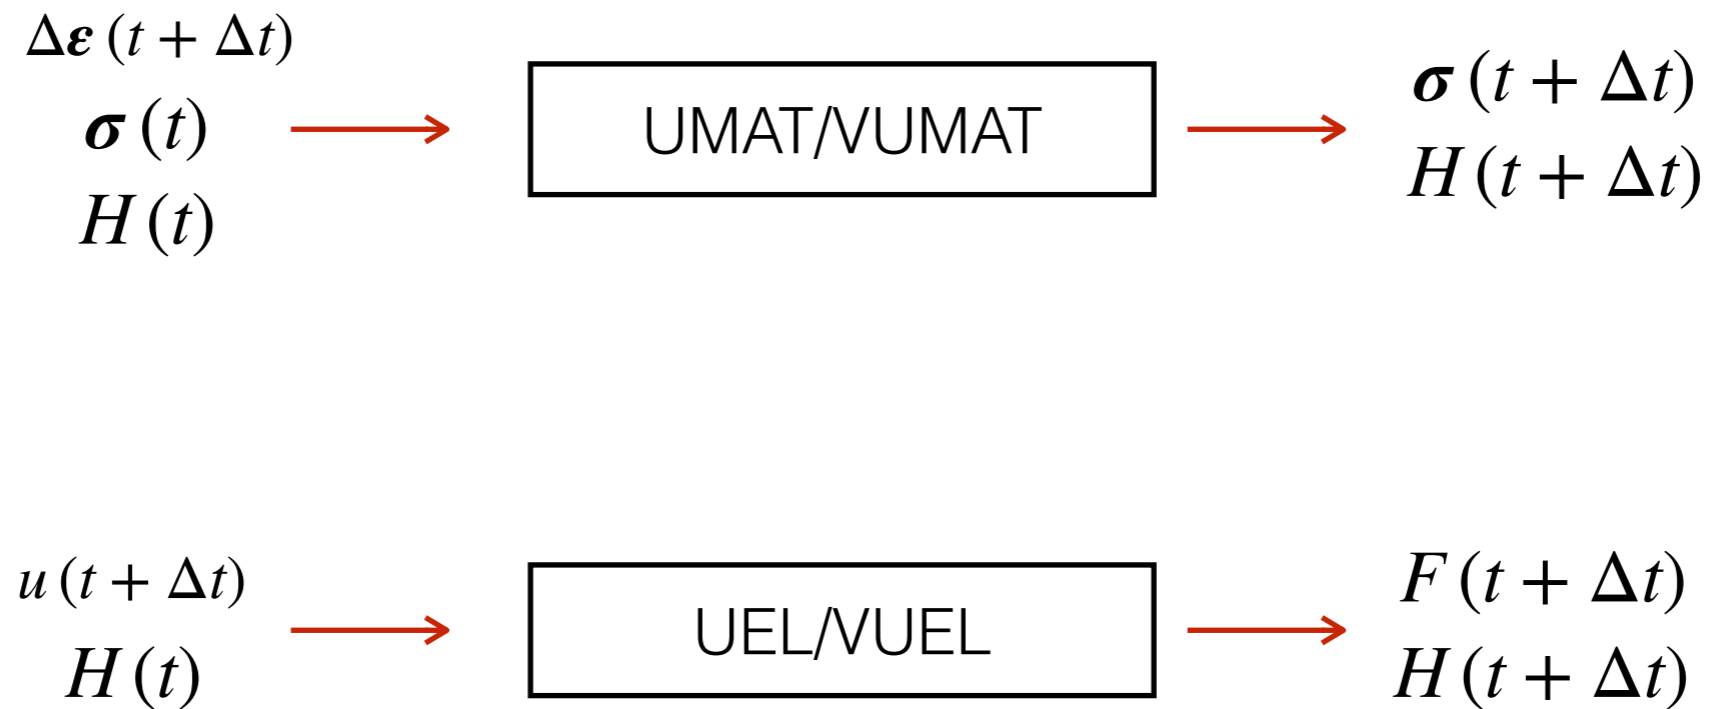 Δε (t + Δt)
σ (t)
H (t)
UMAT/VUMAT
σ (t + Δt)
H (t + Δt)
u (t + Δt)
H (t)
UEL/VUEL
F (t + Δt)
H (t + Δt)